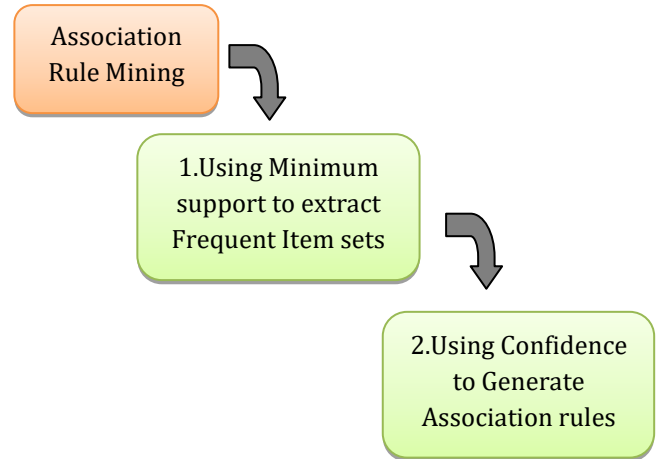 Association
Rule Mining
1.Using Minimum
support to extract
Frequent Item sets
2.Using Confidence
to Generate
Association rules